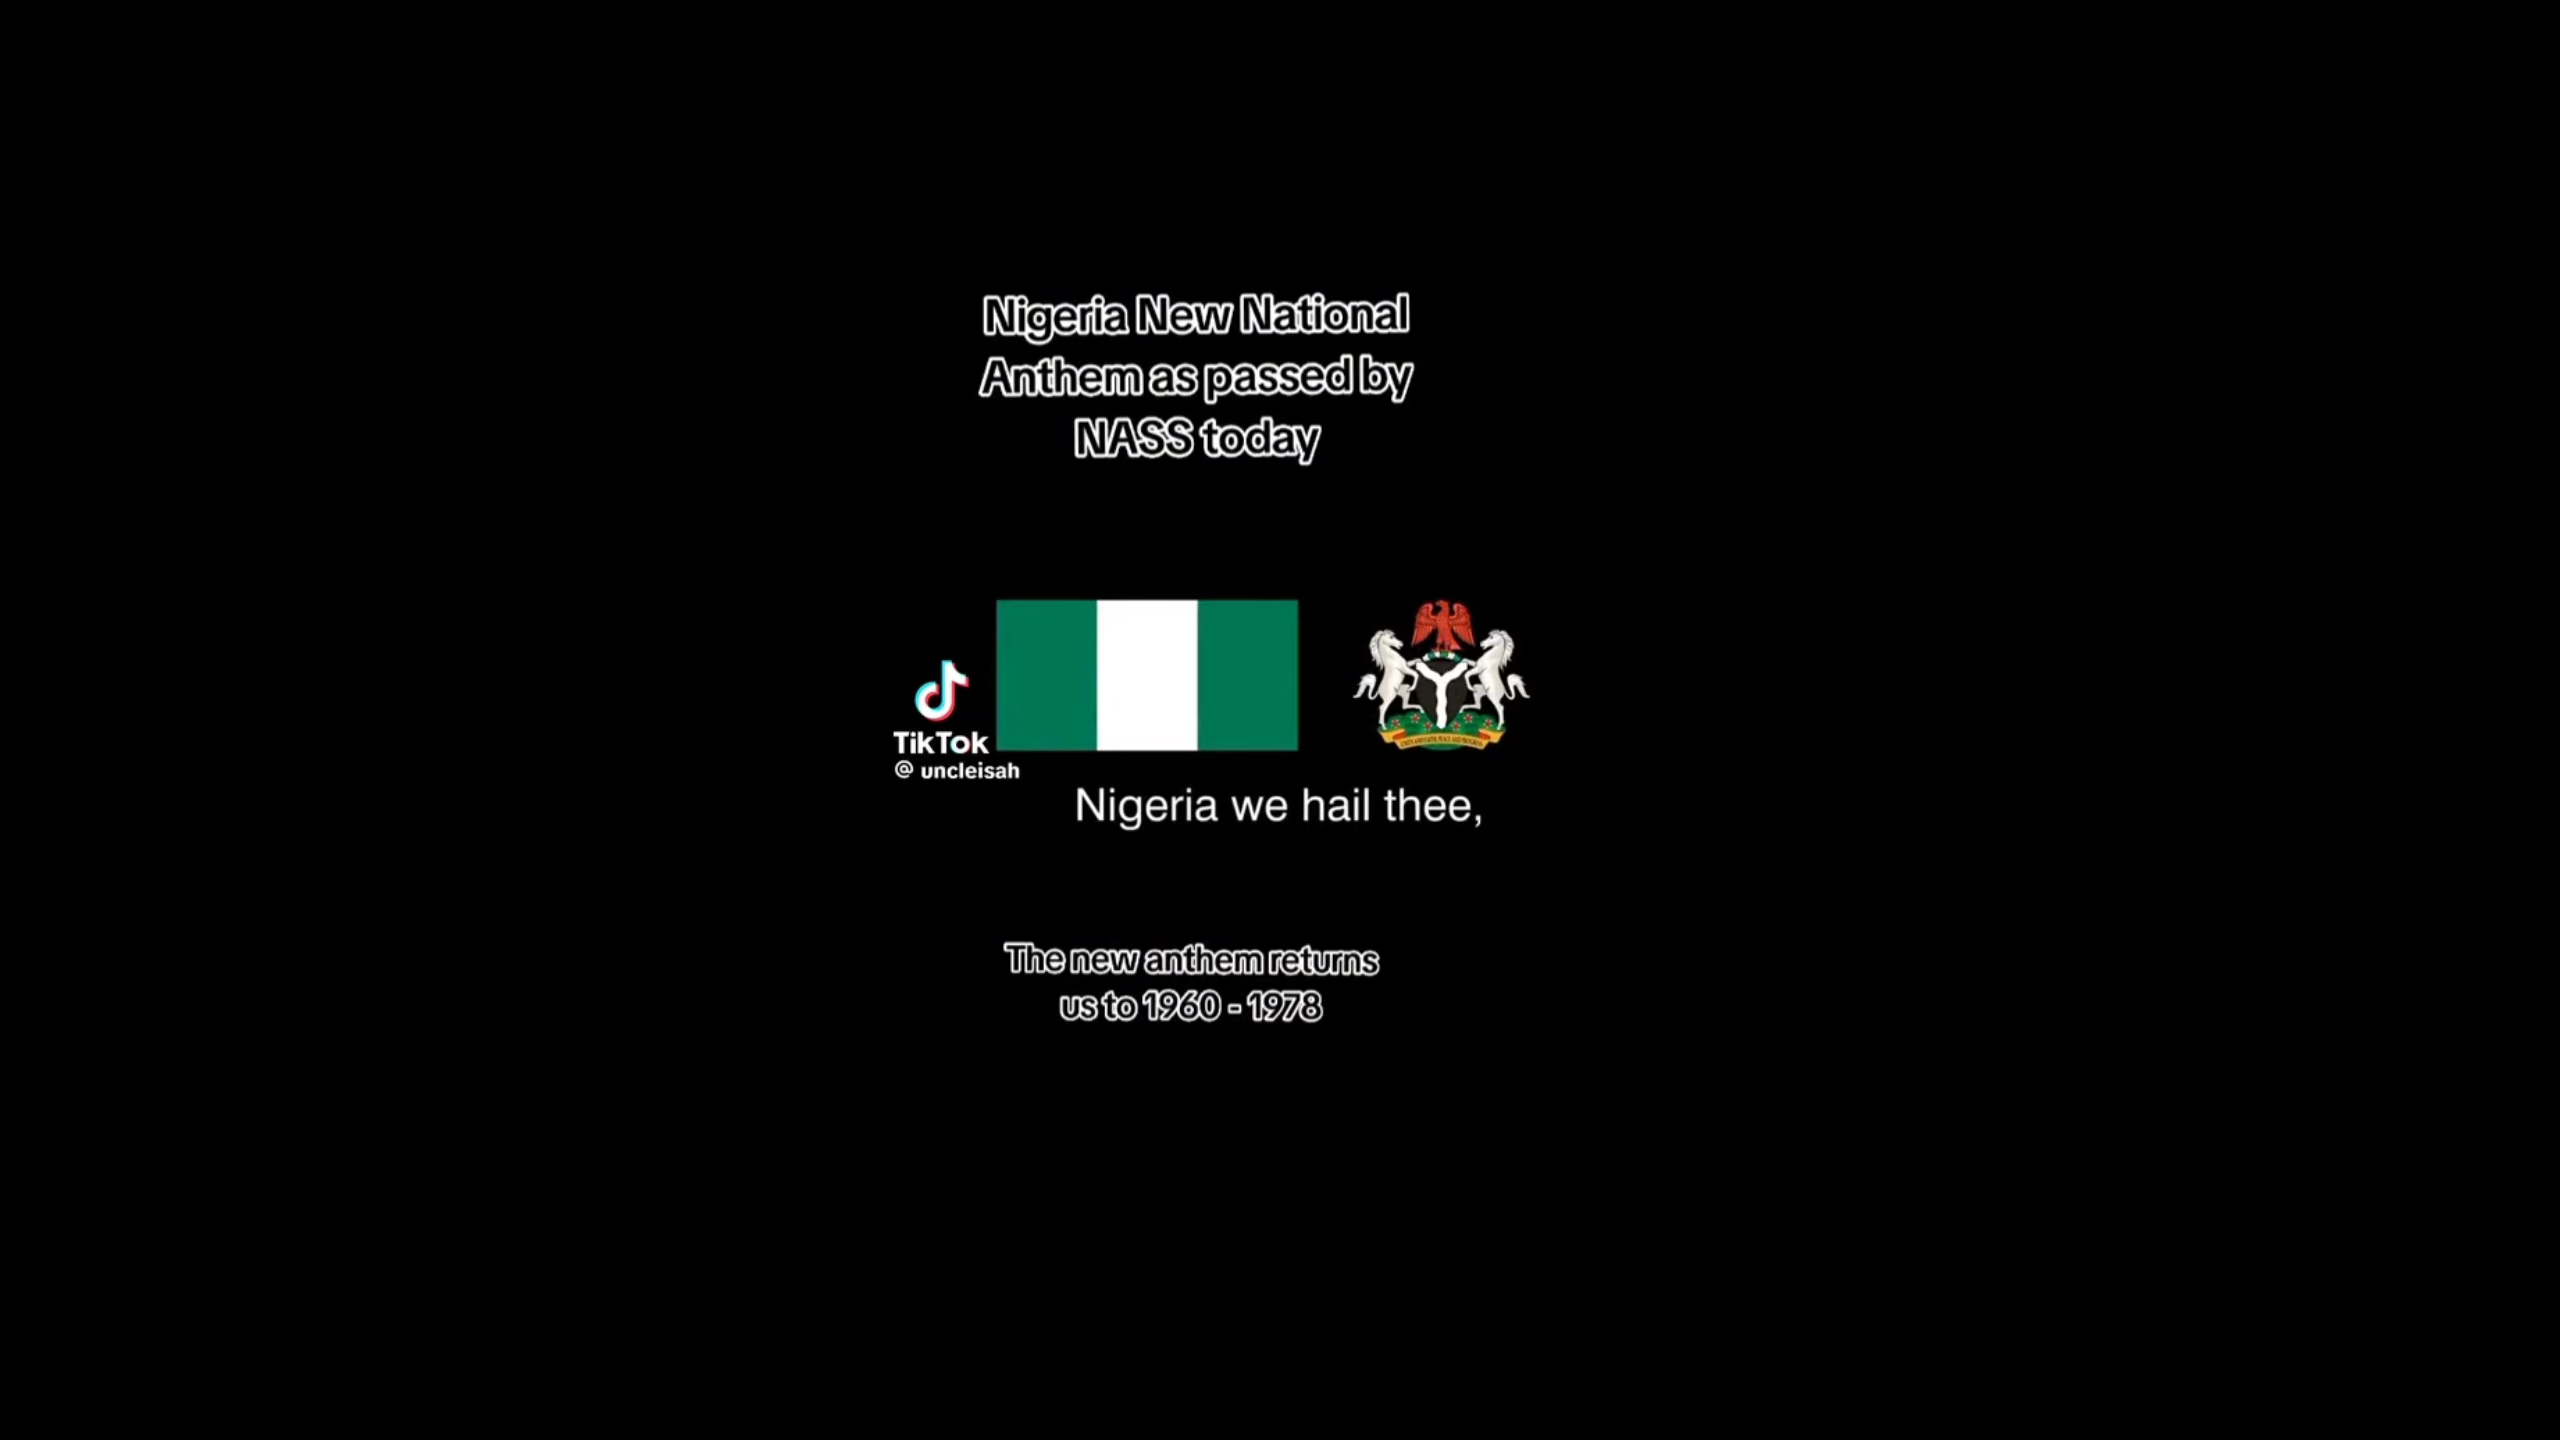 Nigeria New National
Anthem as passed by
NASS today
TikTok
@ uncleisah
Nigeria we hail thee,
The new anthem returns
us to 1960 - 1978